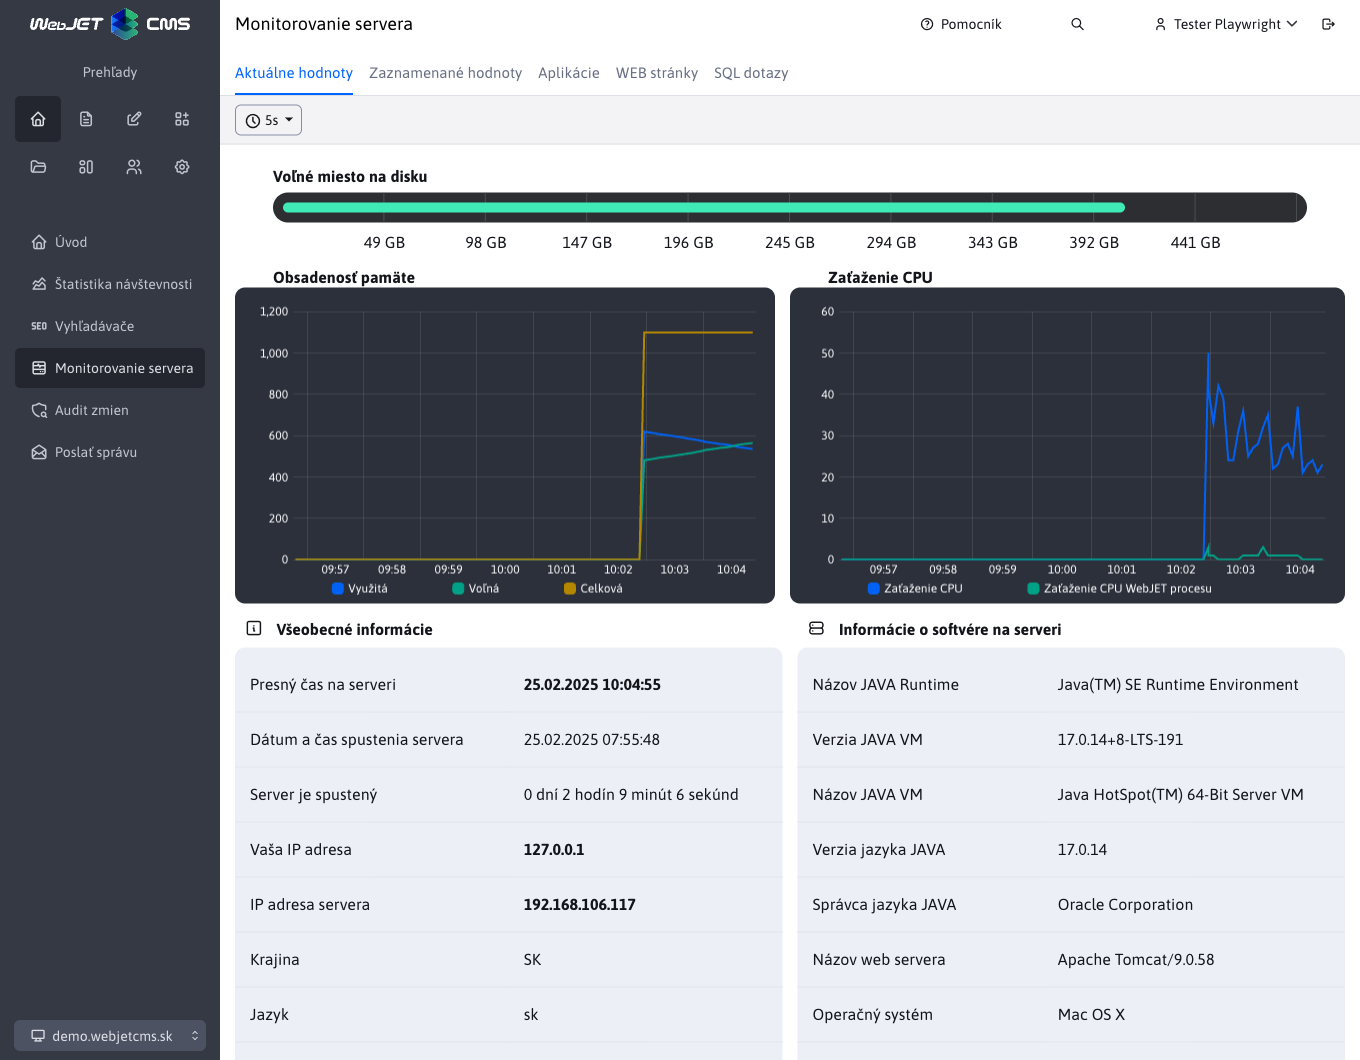 WebJET CMS
Prehľady
Úvod
Štatistika návštevnosti
SEO Vyhľadávače
Monitorovanie servera
Audit zmien
Poslať správu
demo.webjetcms.sk
Monitorovanie servera
Pomocník
Tester Playwright
Aktuálne hodnoty Zaznamenané hodnoty Aplikácie WEB stránky SQL dotazy
5s
Voľné miesto na disku
49 GB 98 GB 147 GB 196 GB 245 GB 294 GB 343 GB 392 GB 441 GB
Obsadenosť pamäte
1,200
1,000
800
600
400
200
0
09:57 09:58 09:59 10:00 10:01 10:02 10:03 10:04
Využitá Voľná Celková
Zaťaženie CPU
60
50
40
30
20
10
0
09:57 09:58 09:59 10:00 10:01 10:02 10:03 10:04
Zaťaženie CPU Zaťaženie CPU WebJET procesu
Všeobecné informácie
Presný čas na serveri 25.02.2025 10:04:55
Dátum a čas spustenia servera 25.02.2025 07:55:48
Server je spustený 0 dní 2 hodín 9 minút 6 sekúnd
Vaša IP adresa 127.0.0.1
IP adresa servera 192.168.106.117
Krajina SK
Jazyk sk
Informácie o softvére na serveri
Názov JAVA Runtime Java(TM) SE Runtime Environment
Verzia JAVA VM 17.0.14+8-LTS-191
Názov JAVA VM Java HotSpot(TM) 64-Bit Server VM
Verzia jazyka JAVA 17.0.14
Správca jazyka JAVA Oracle Corporation
Názov web servera Apache Tomcat/9.0.58
Operačný systém Mac OS X